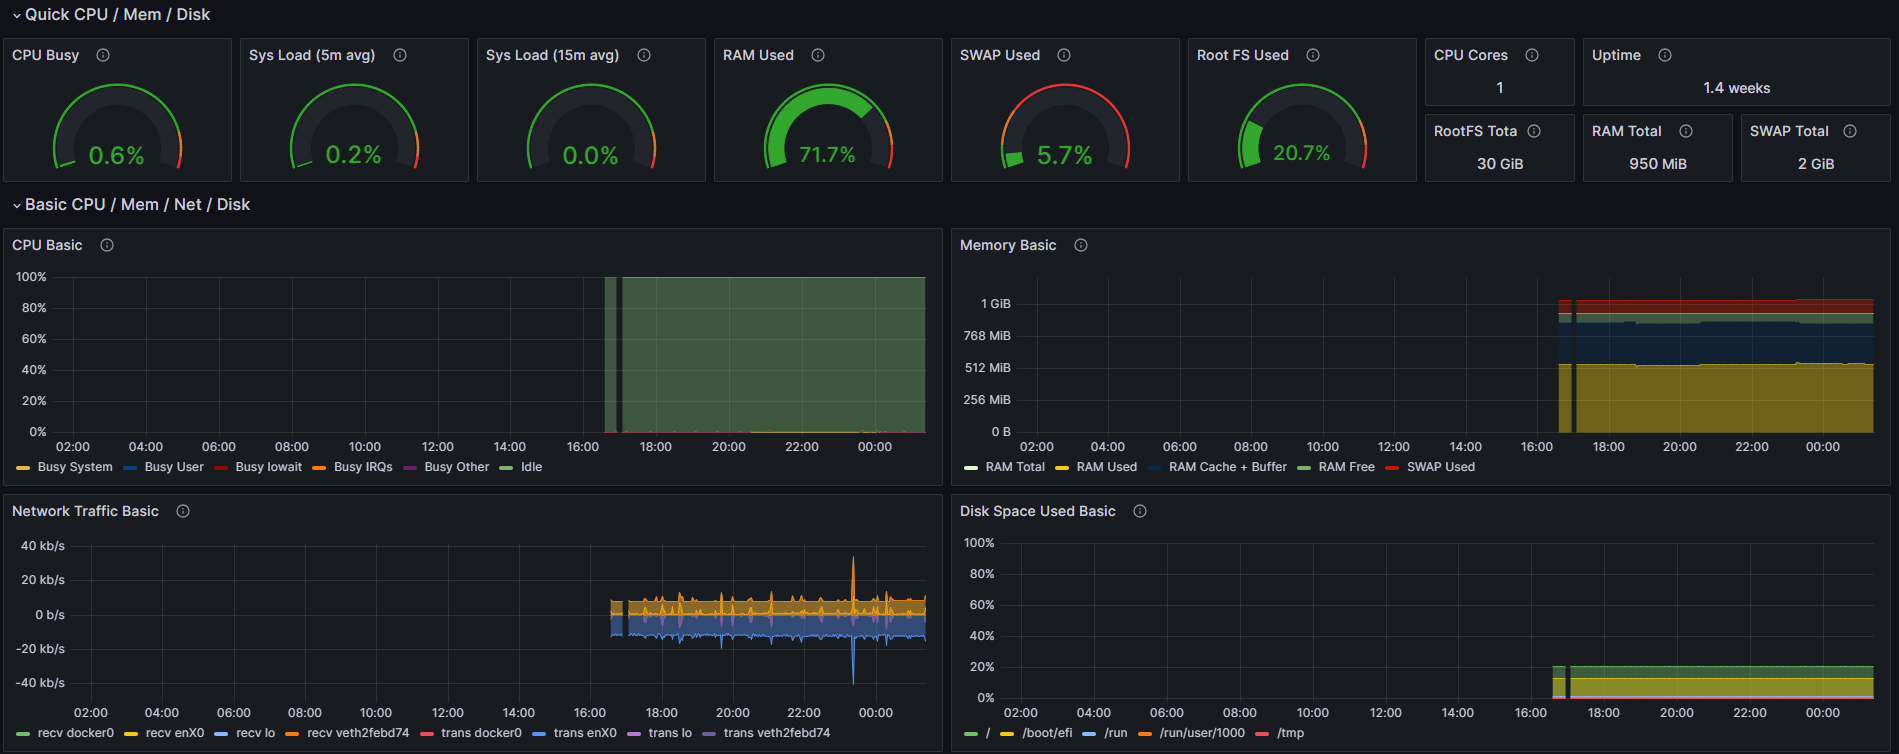 Quick CPU / Mem / Disk
CPU Busy
Sys Load (5m avg)
Sys Load (15m avg)
RAM Used
SWAP Used
Root FS Used
CPU Cores
Uptime
0.6%
0.2%
0.0%
71.7%
5.7%
20.7%
1
1.4 weeks
RootFS Tota
RAM Total
SWAP Total
30 GiB
950 MiB
2 GiB
Basic CPU / Mem / Net / Disk
CPU Basic
100%
80%
60%
40%
20%
0%
02:00 04:00 06:00 08:00 10:00 12:00 14:00 16:00 18:00 20:00 22:00 00:00
Busy System Busy User Busy Iowait Busy IRQs Busy Other Idle
Memory Basic
1 GiB
768 MiB
512 MiB
256 MiB
0 B
02:00 04:00 06:00 08:00 10:00 12:00 14:00 16:00 18:00 20:00 22:00 00:00
RAM Total RAM Used RAM Cache + Buffer RAM Free SWAP Used
Network Traffic Basic
40 kb/s
20 kb/s
0 b/s
-20 kb/s
-40 kb/s
02:00 04:00 06:00 08:00 10:00 12:00 14:00 16:00 18:00 20:00 22:00 00:00
recv docker0 recv enX0 recv lo recv veth2febd74 trans docker0 trans enX0 trans lo trans veth2febd74
Disk Space Used Basic
100%
80%
60%
40%
20%
0%
02:00 04:00 06:00 08:00 10:00 12:00 14:00 16:00 18:00 20:00 22:00 00:00
/ /boot/efi /run /run/user/1000 /tmp